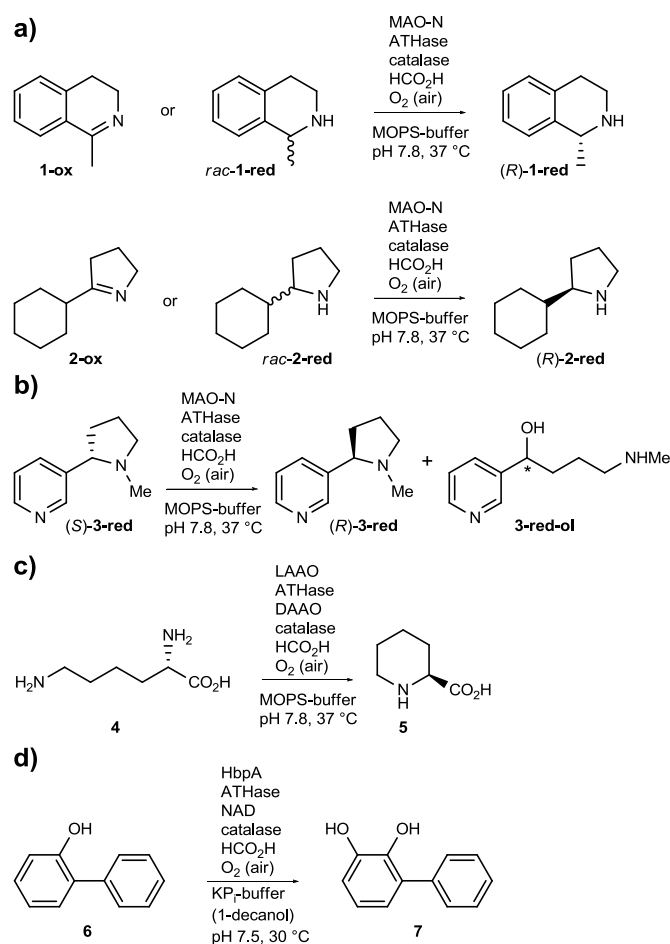 a)
MAO-N
ATHase
catalase
HCO₂H
O₂ (air)
MOPS-buffer
pH 7.8, 37 °C
N
1-ox
or
NH
rac-1-red
NH
(R)-1-red
MAO-N
ATHase
catalase
HCO₂H
O₂ (air)
MOPS-buffer
pH 7.8, 37 °C
N
2-ox
or
NH
rac-2-red
NH
(R)-2-red
b)
MAO-N
ATHase
catalase
HCO₂H
O₂ (air)
MOPS-buffer
pH 7.8, 37 °C
N
Me
N
(S)-3-red
N
Me
N
(R)-3-red
+
OH
*
NHMe
N
3-red-ol
c)
LAAO
ATHase
DAAO
catalase
HCO₂H
O₂ (air)
MOPS-buffer
pH 7.8, 37 °C
NH₂
NH₂
CO₂H
4
N
H
CO₂H
5
d)
HbpA
ATHase
NAD
catalase
HCO₂H
O₂ (air)
KPᵢ-buffer
(1-decanol)
pH 7.5, 30 °C
OH
6
HO OH
7